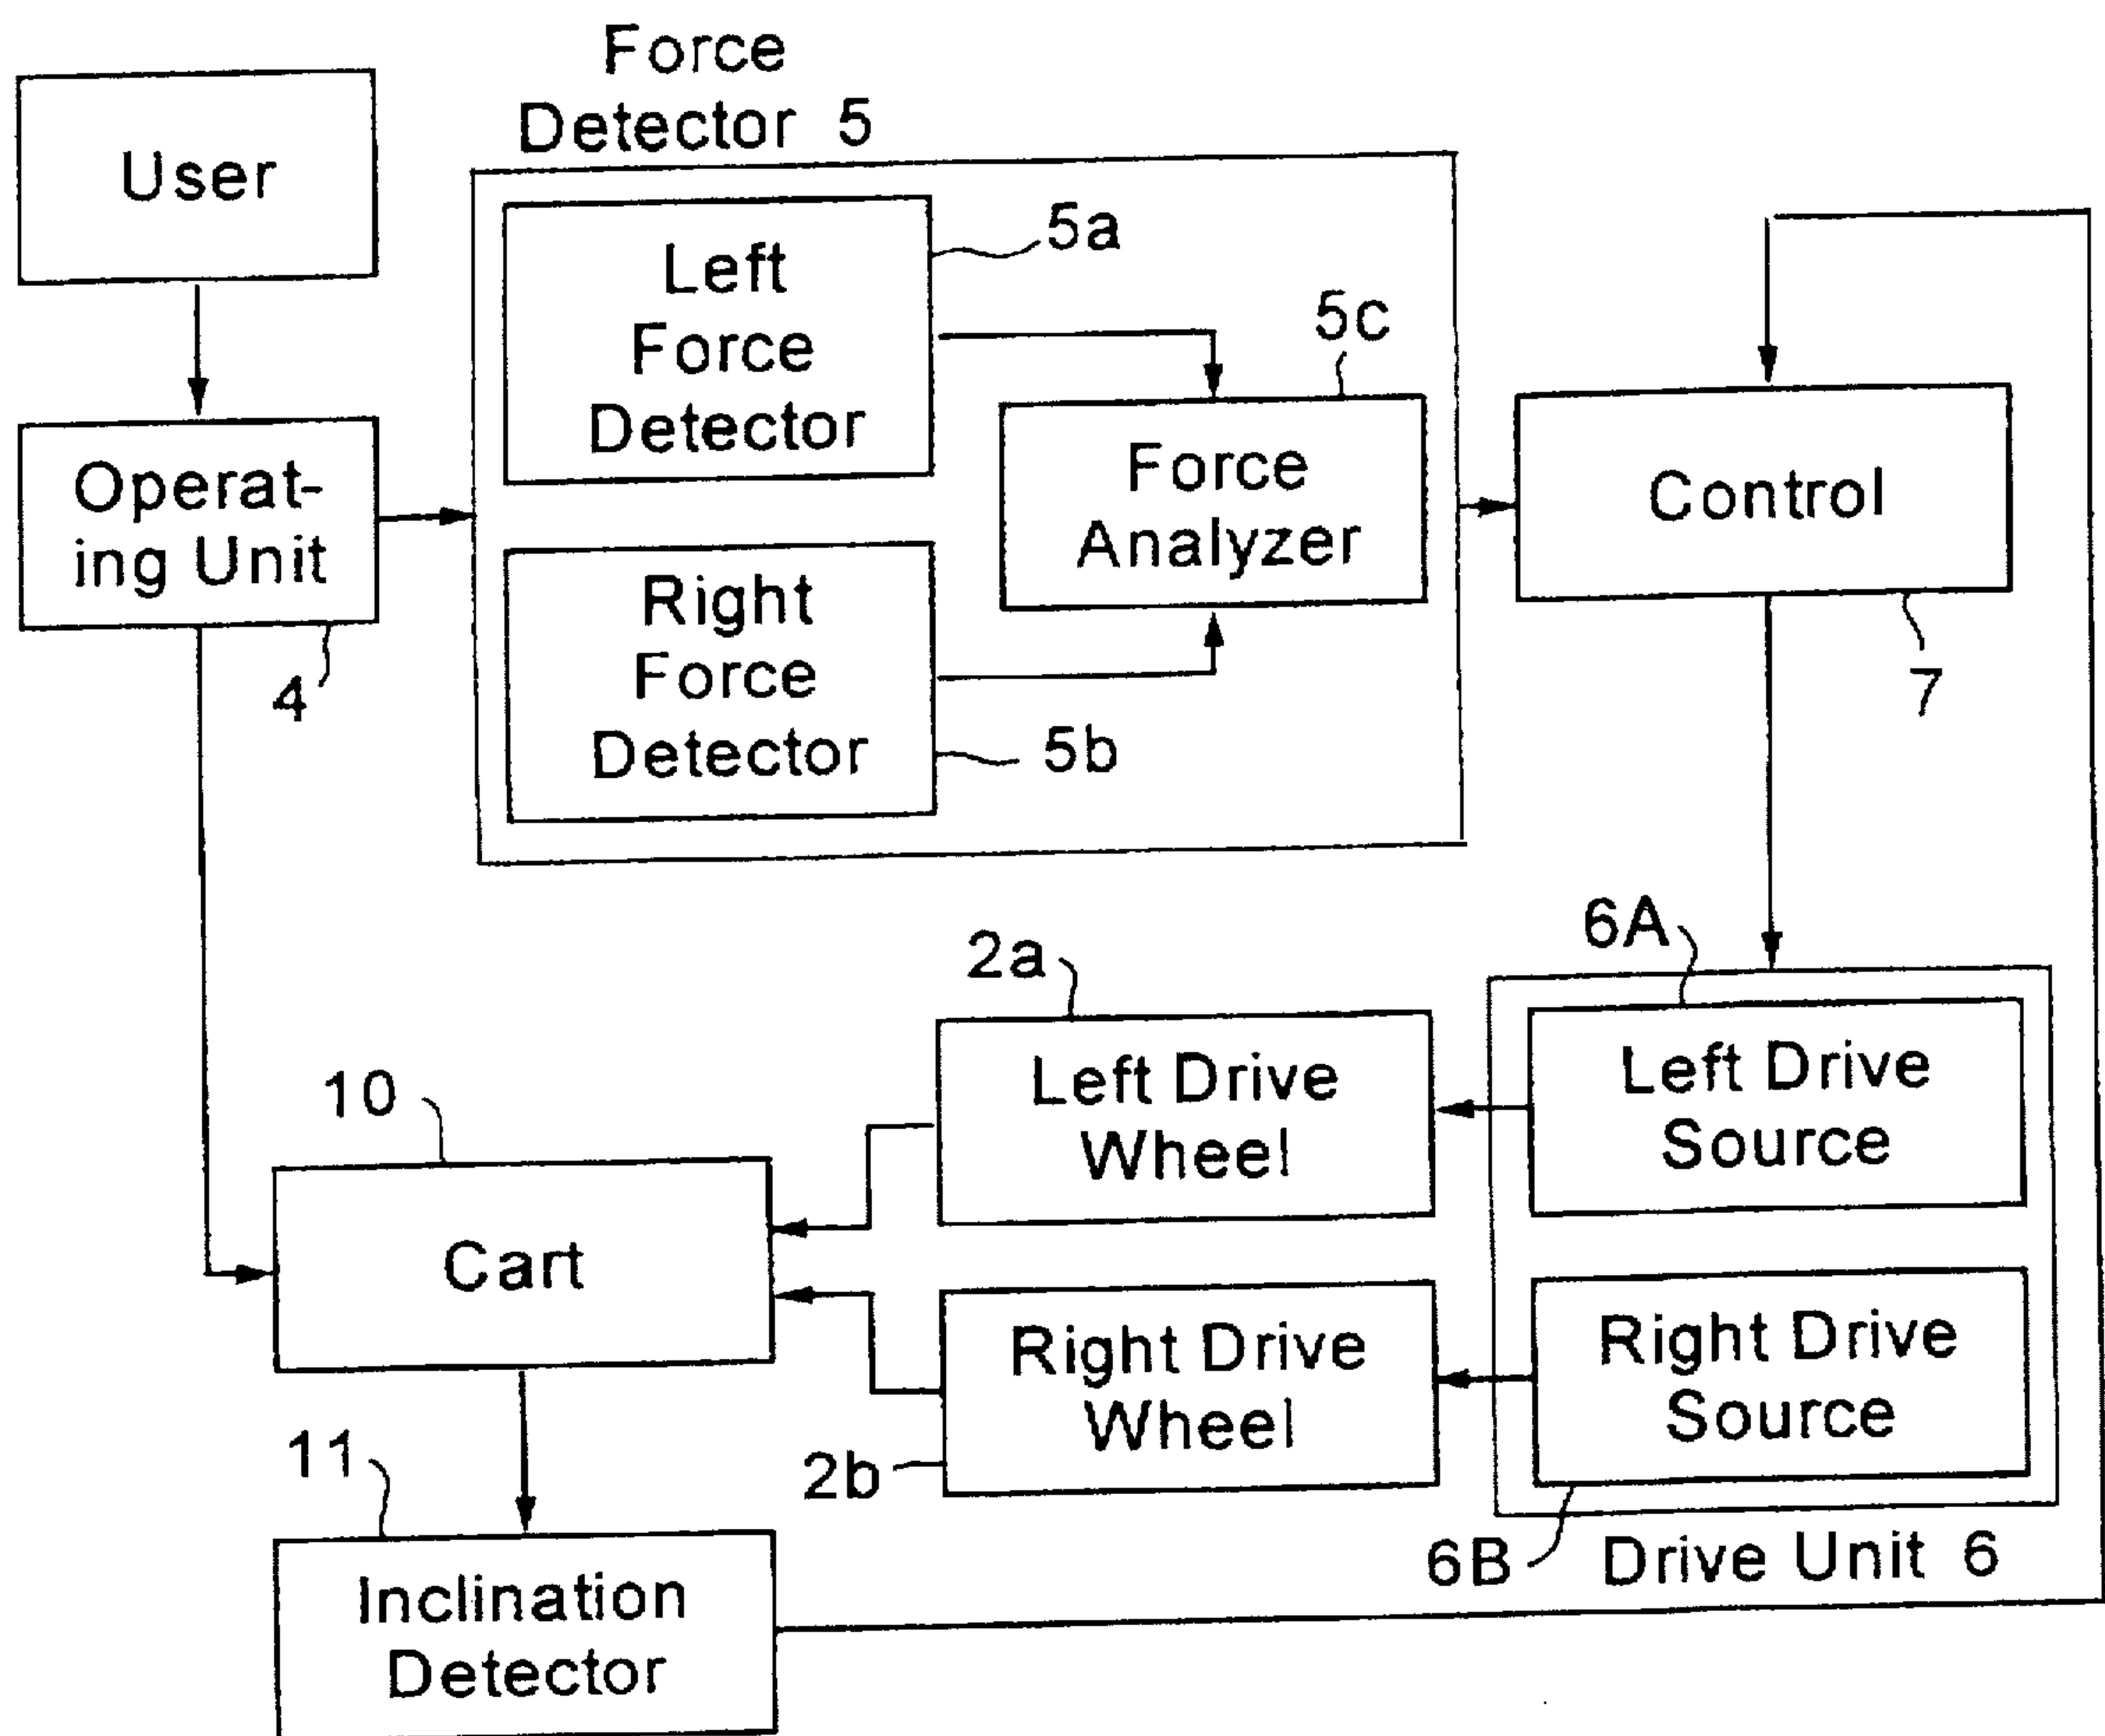 Force
Detector 5
User
Left
Force
Detector
5a
5c
Force
Analyzer
Control
7
Operat-
ing Unit
4
Right
Force
Detector
5b
6A
2a
Left Drive
Wheel
Left Drive
Source
10
Cart
Right Drive
Wheel
2b
Right Drive
Source
6B
Drive Unit 6
11
Inclination
Detector